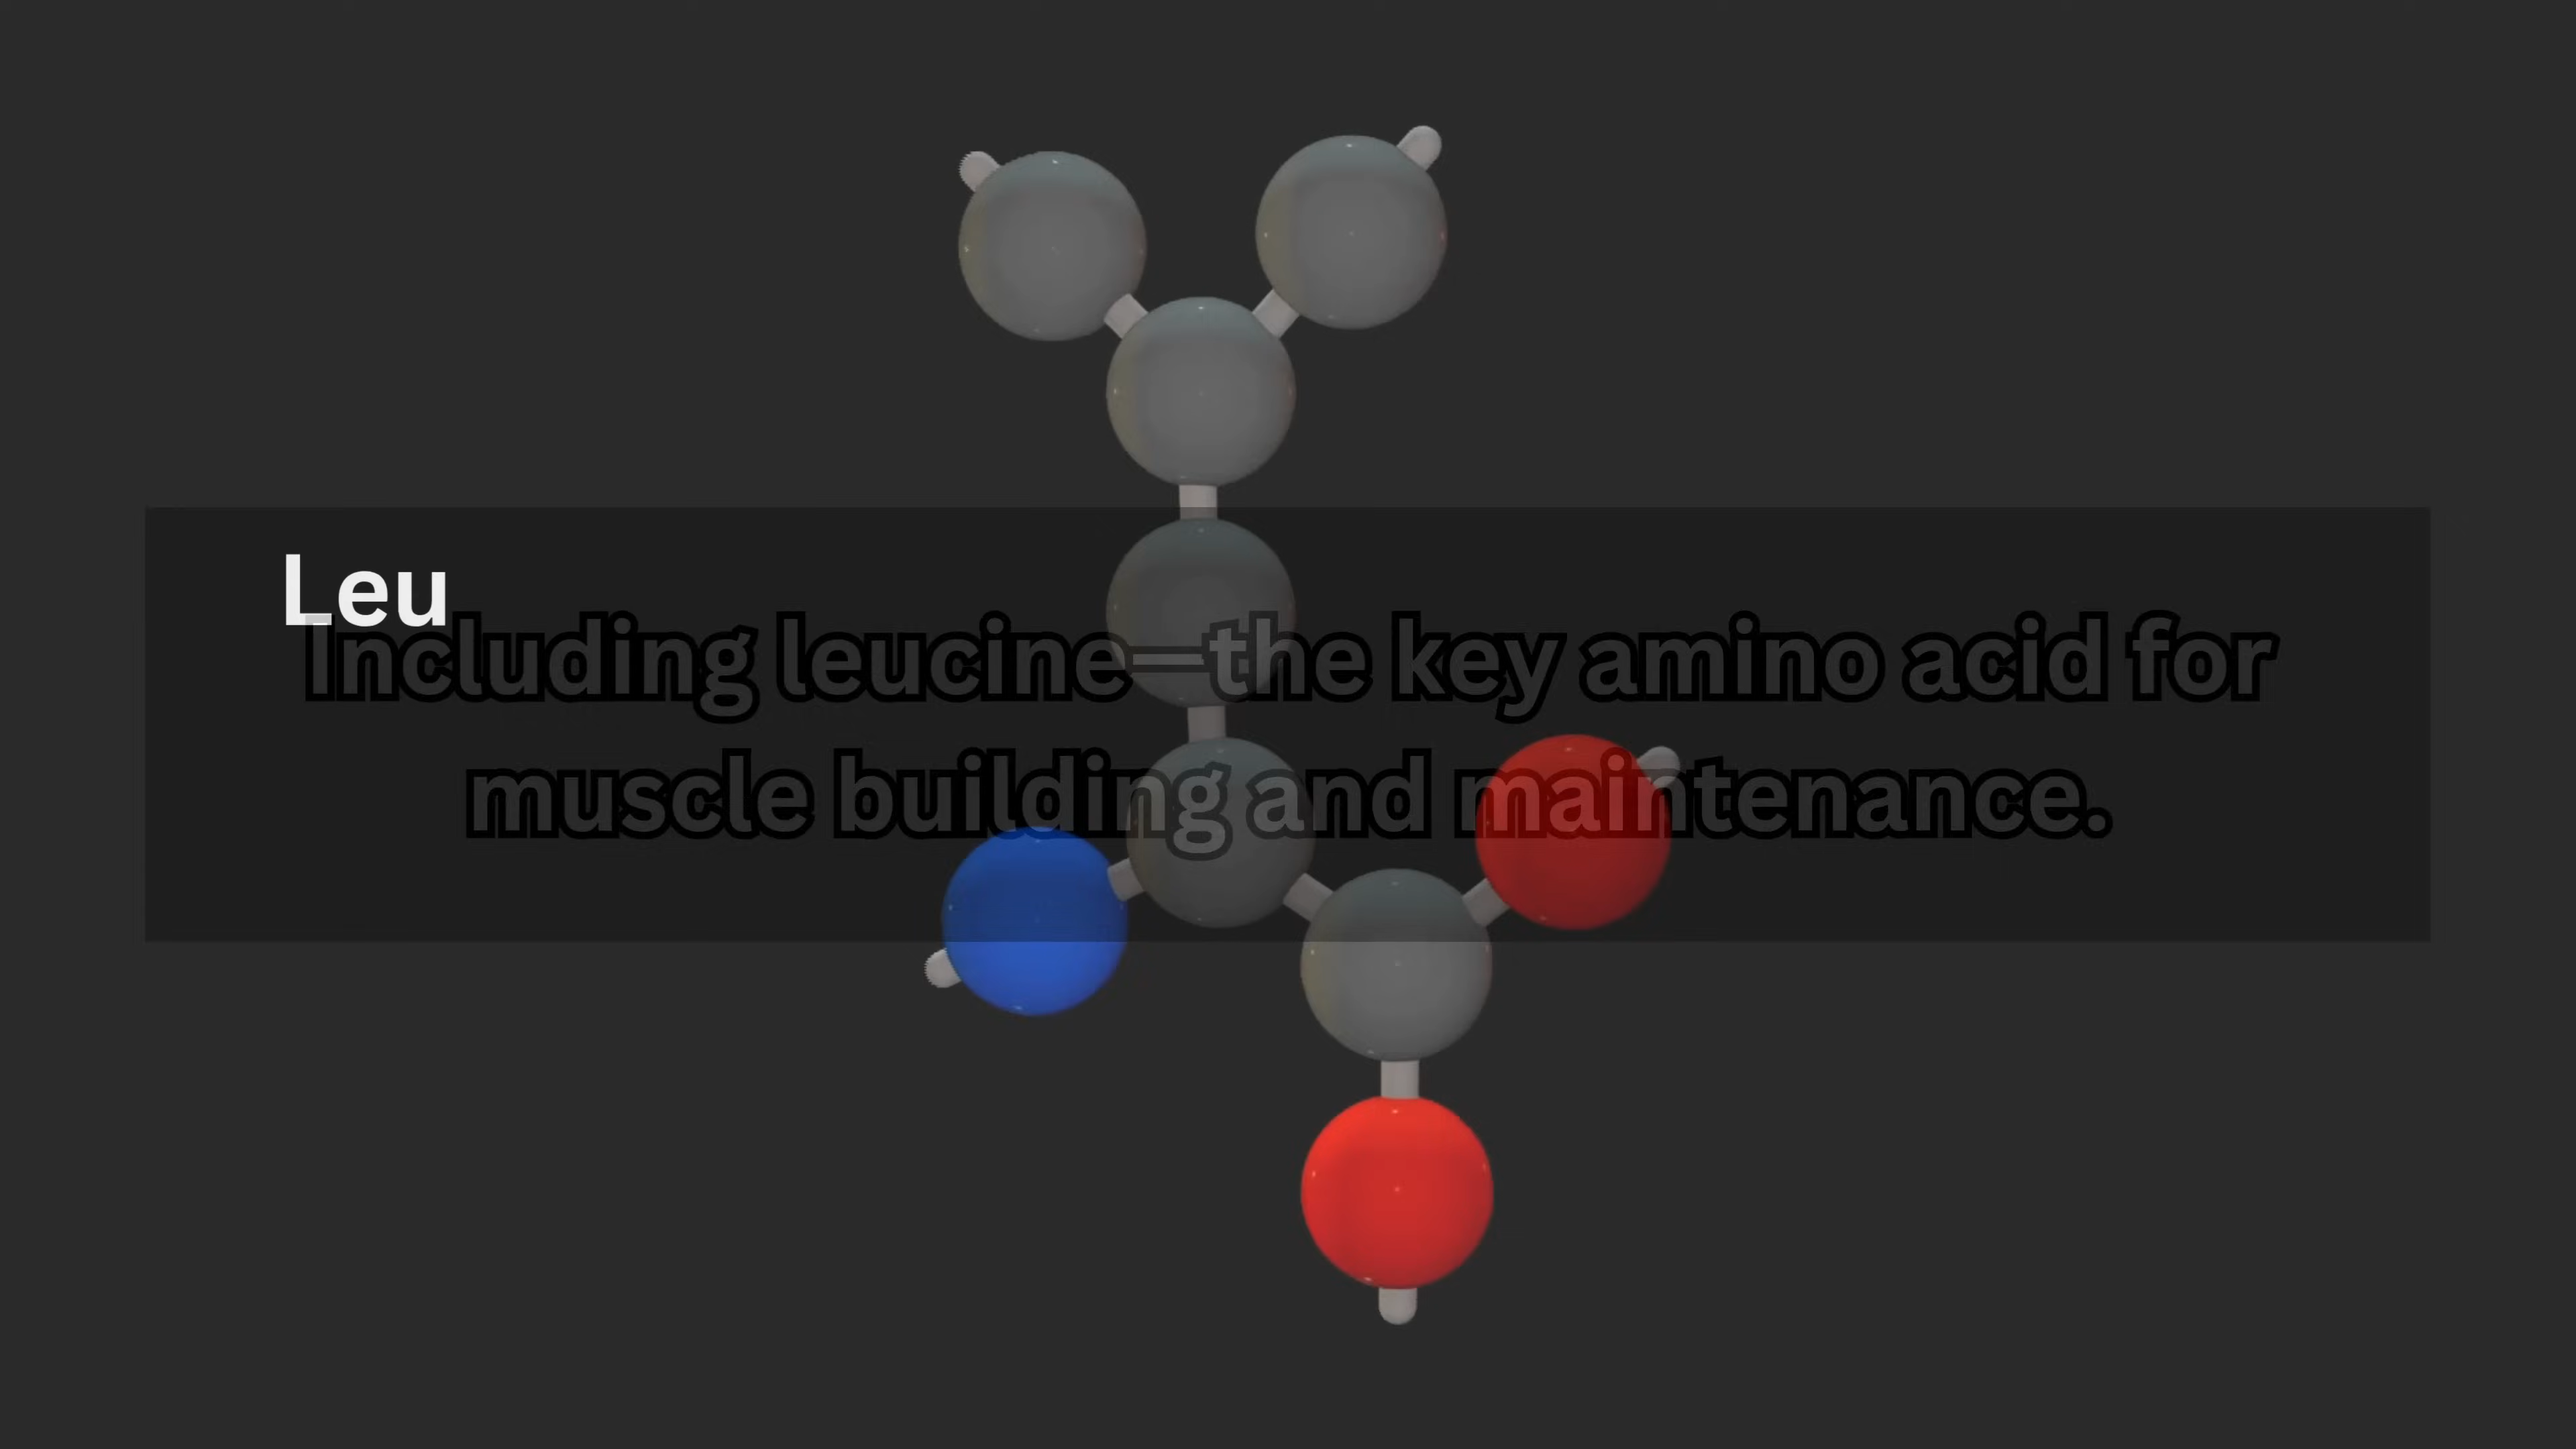 Leu
Including leucine—the key amino acid for
muscle building and maintenance.